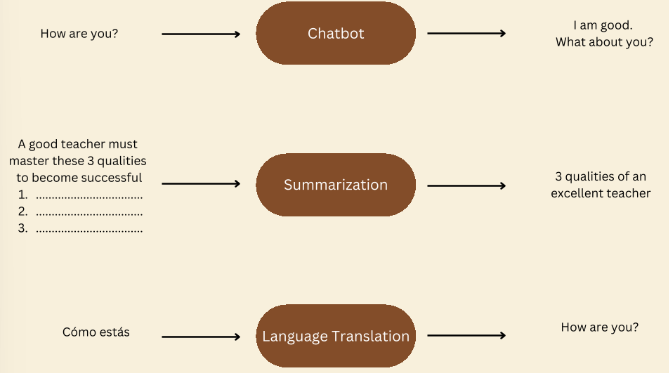 How are you?
Chatbot
I am good.
What about you?
A good teacher must
master these 3 qualities
to become successful
1. ..................................
2. ..................................
3. ..................................
Summarization
3 qualities of an
excellent teacher
Cómo estás
Language Translation
How are you?